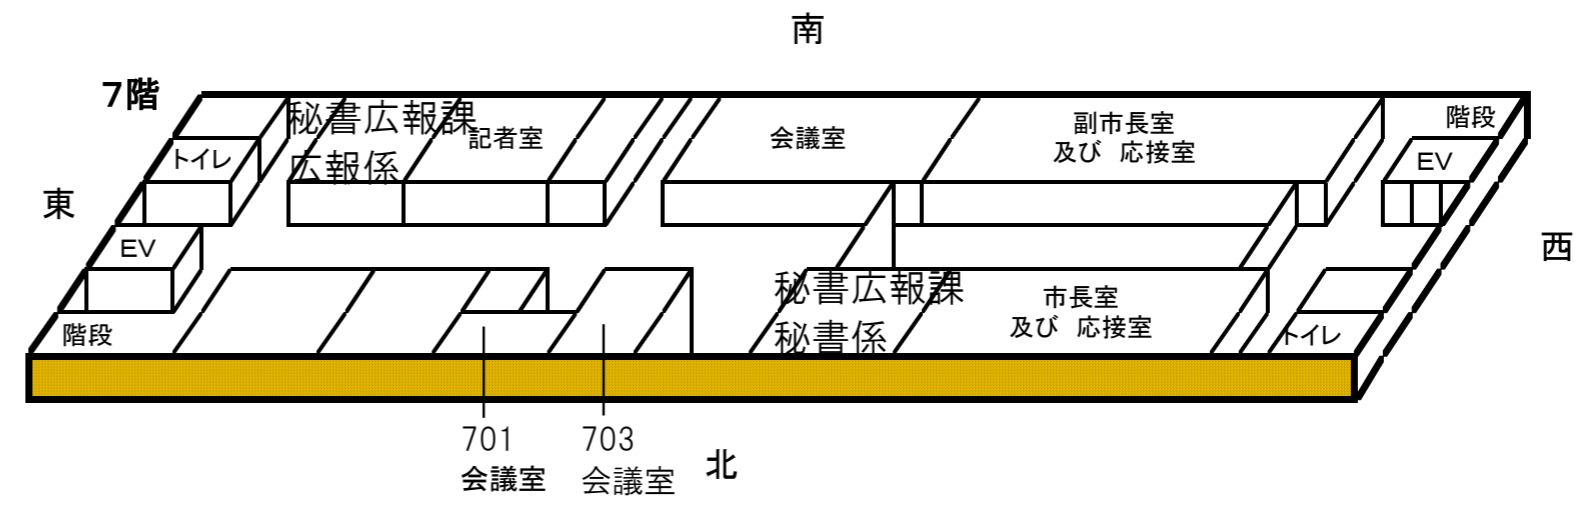 南
7階
秘書広報課
広報係
記者室
会議室
副市長室
及び 応接室
階段
EV
トイレ
東
EV
西
階段
秘書広報課
秘書係
市長室
及び 応接室
トイレ
701
会議室
703
会議室
北